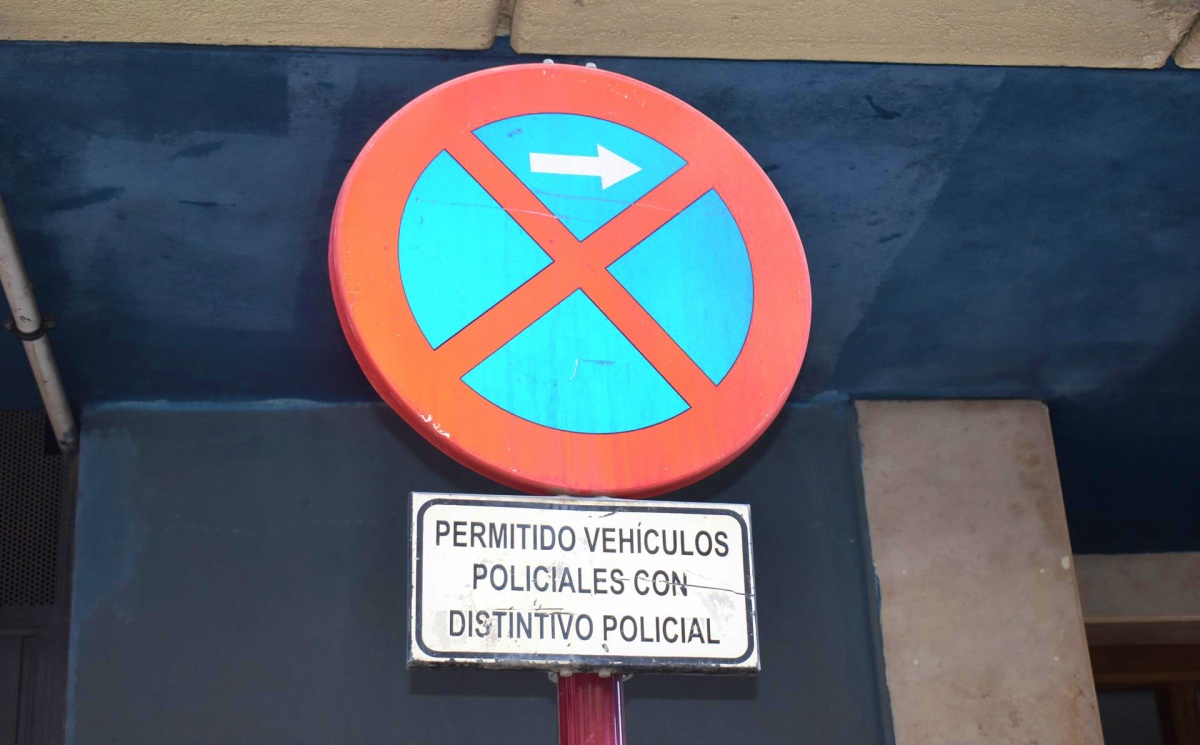 PERMITIDO VEHÍCULOS
POLICIALES CON
DISTINTIVO POLICIAL